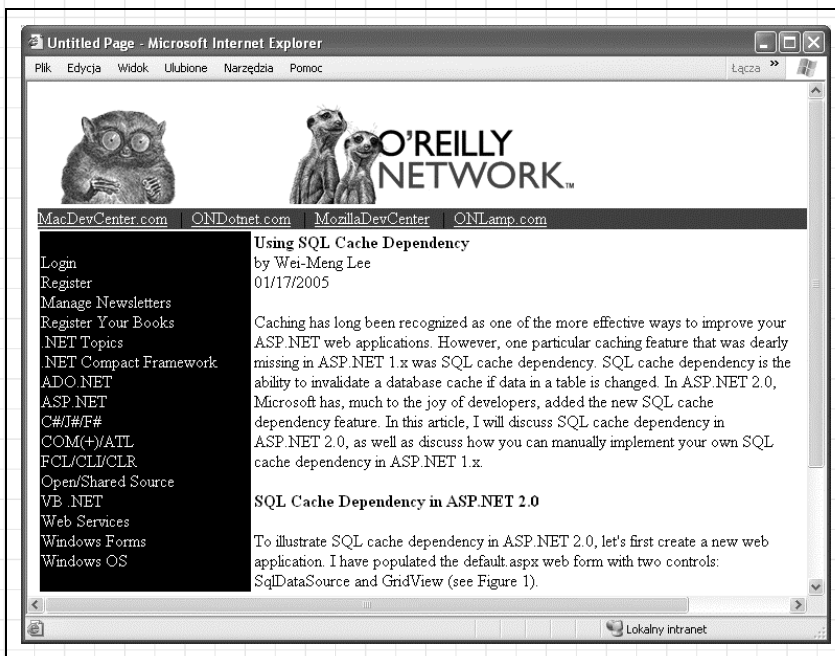 Untitled Page - Microsoft Internet Explorer
Plik Edycja Widok Ulubione Narzędzia Pomoc Łącza »
O'REILLY
NETWORK™
MacDevCenter.com | ONDotnet.com | MozillaDevCenter | ONLamp.com
Login
Register
Manage Newsletters
Register Your Books
.NET Topics
.NET Compact Framework
ADO.NET
ASP.NET
C#/J#/F#
COM(+)/ATL
FCL/CLI/CLR
Open/Shared Source
VB .NET
Web Services
Windows Forms
Windows OS
Using SQL Cache Dependency
by Wei-Meng Lee
01/17/2005
Caching has long been recognized as one of the more effective ways to improve your
ASP.NET web applications. However, one particular caching feature that was dearly
missing in ASP.NET 1.x was SQL cache dependency. SQL cache dependency is the
ability to invalidate a database cache if data in a table is changed. In ASP.NET 2.0,
Microsoft has, much to the joy of developers, added the new SQL cache
dependency feature. In this article, I will discuss SQL cache dependency in
ASP.NET 2.0, as well as discuss how you can manually implement your own SQL
cache dependency in ASP.NET 1.x.
SQL Cache Dependency in ASP.NET 2.0
To illustrate SQL cache dependency in ASP.NET 2.0, let's first create a new web
application. I have populated the default.aspx web form with two controls:
SqlDataSource and GridView (see Figure 1).
Lokalny intranet